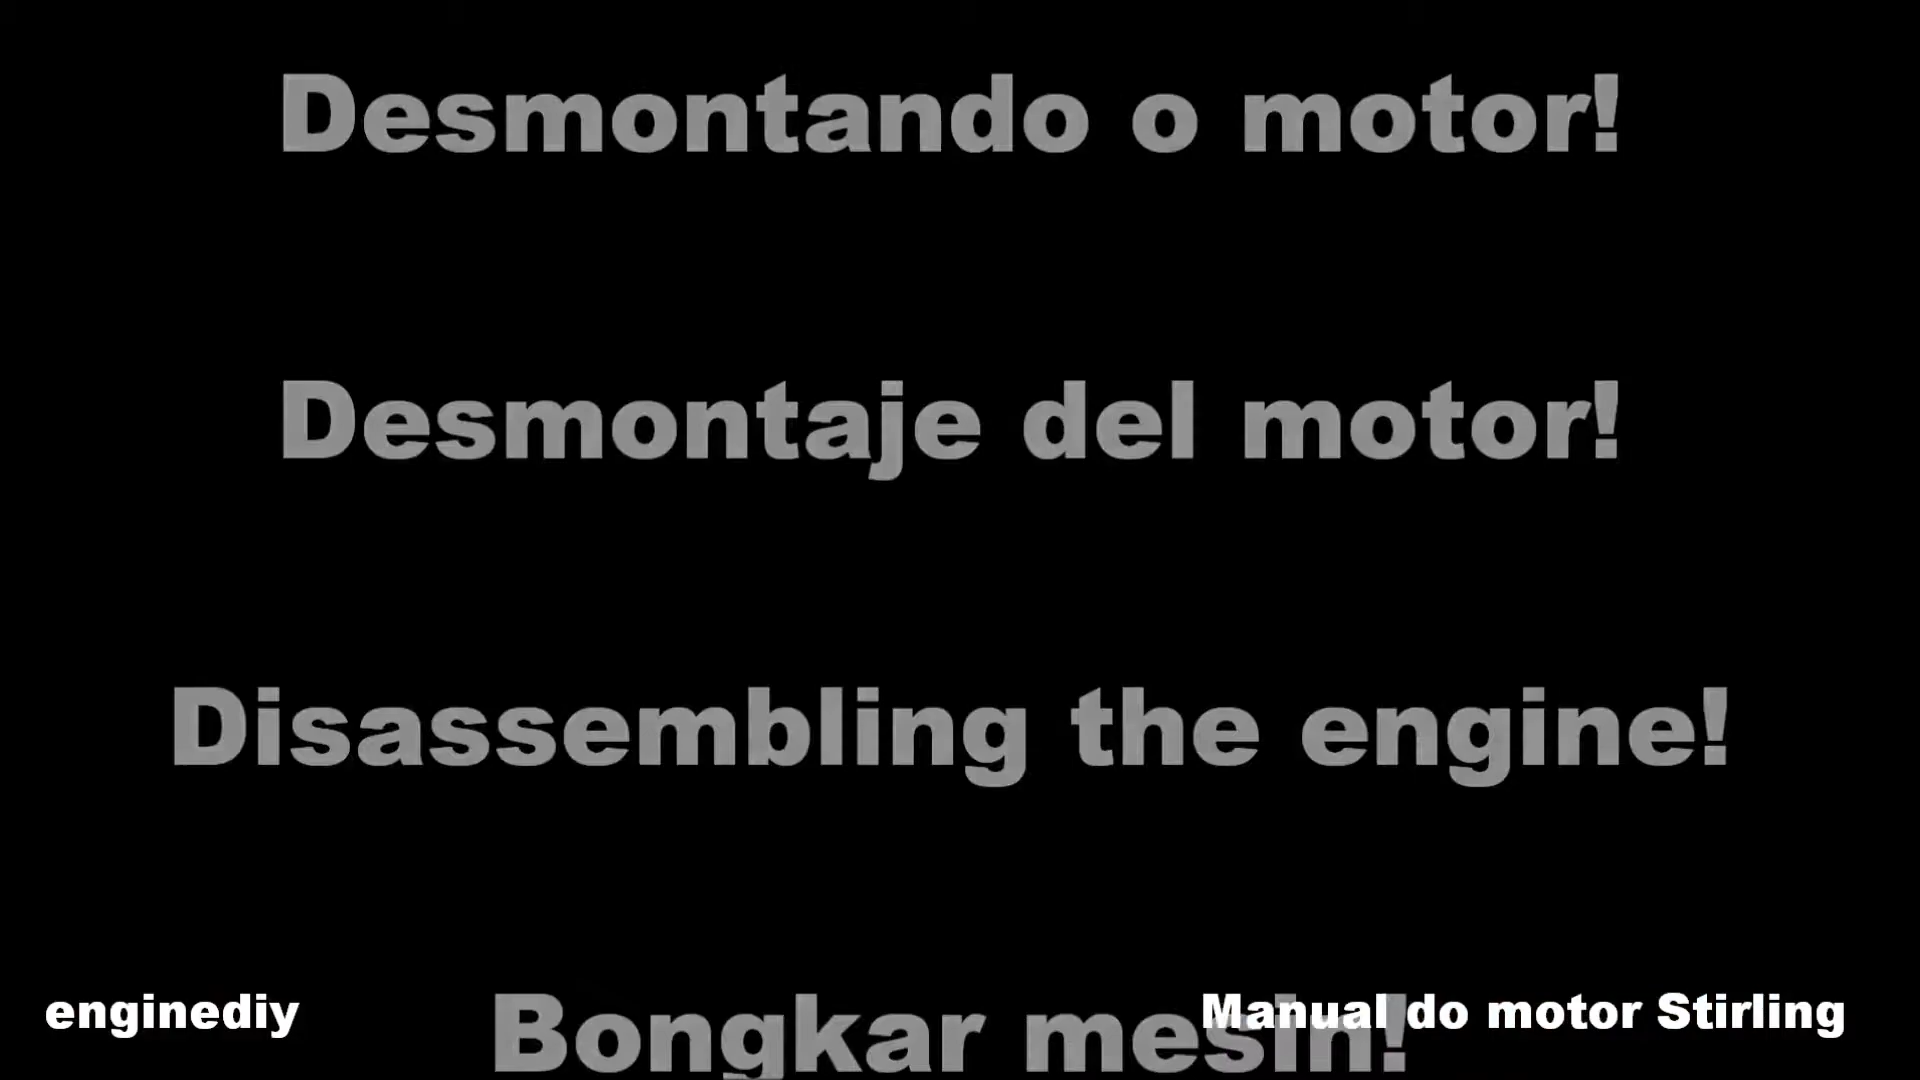 Desmontando o motor!
Desmontaje del motor!
Disassembling the engine!
Bongkar mesin!
enginediy
Manual do motor Stirling